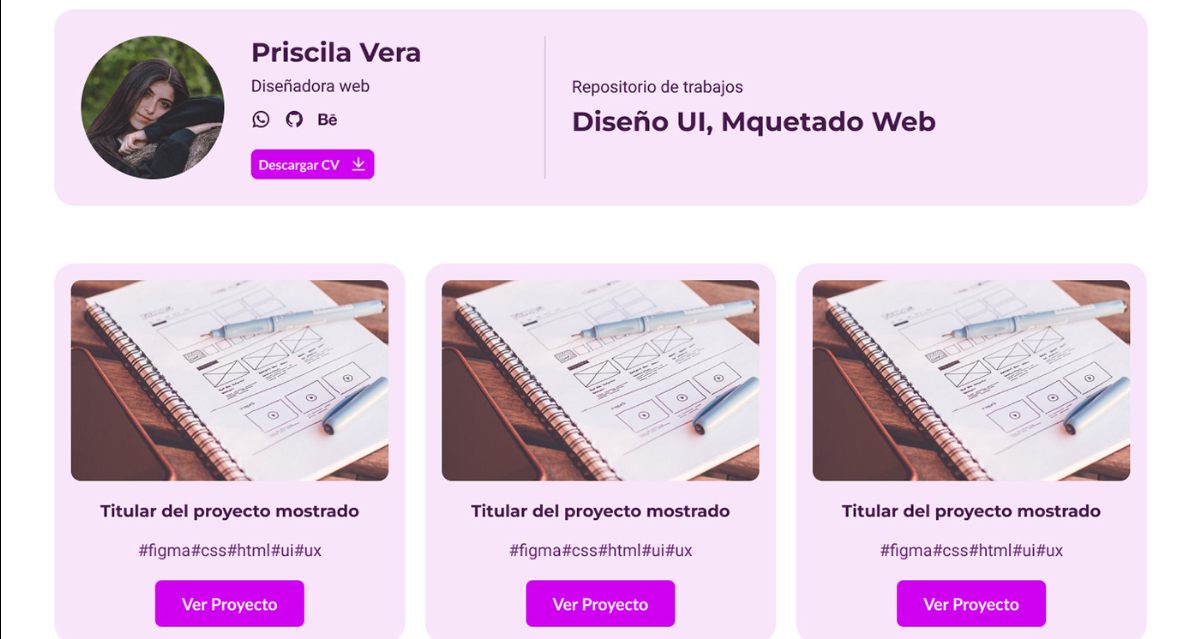 Priscila Vera
Diseñadora web
Bē
Descargar CV
Repositorio de trabajos
Diseño UI, Mquetado Web
Titular del proyecto mostrado
#figma#css#html#ui#ux
Ver Proyecto
Titular del proyecto mostrado
#figma#css#html#ui#ux
Ver Proyecto
Titular del proyecto mostrado
#figma#css#html#ui#ux
Ver Proyecto